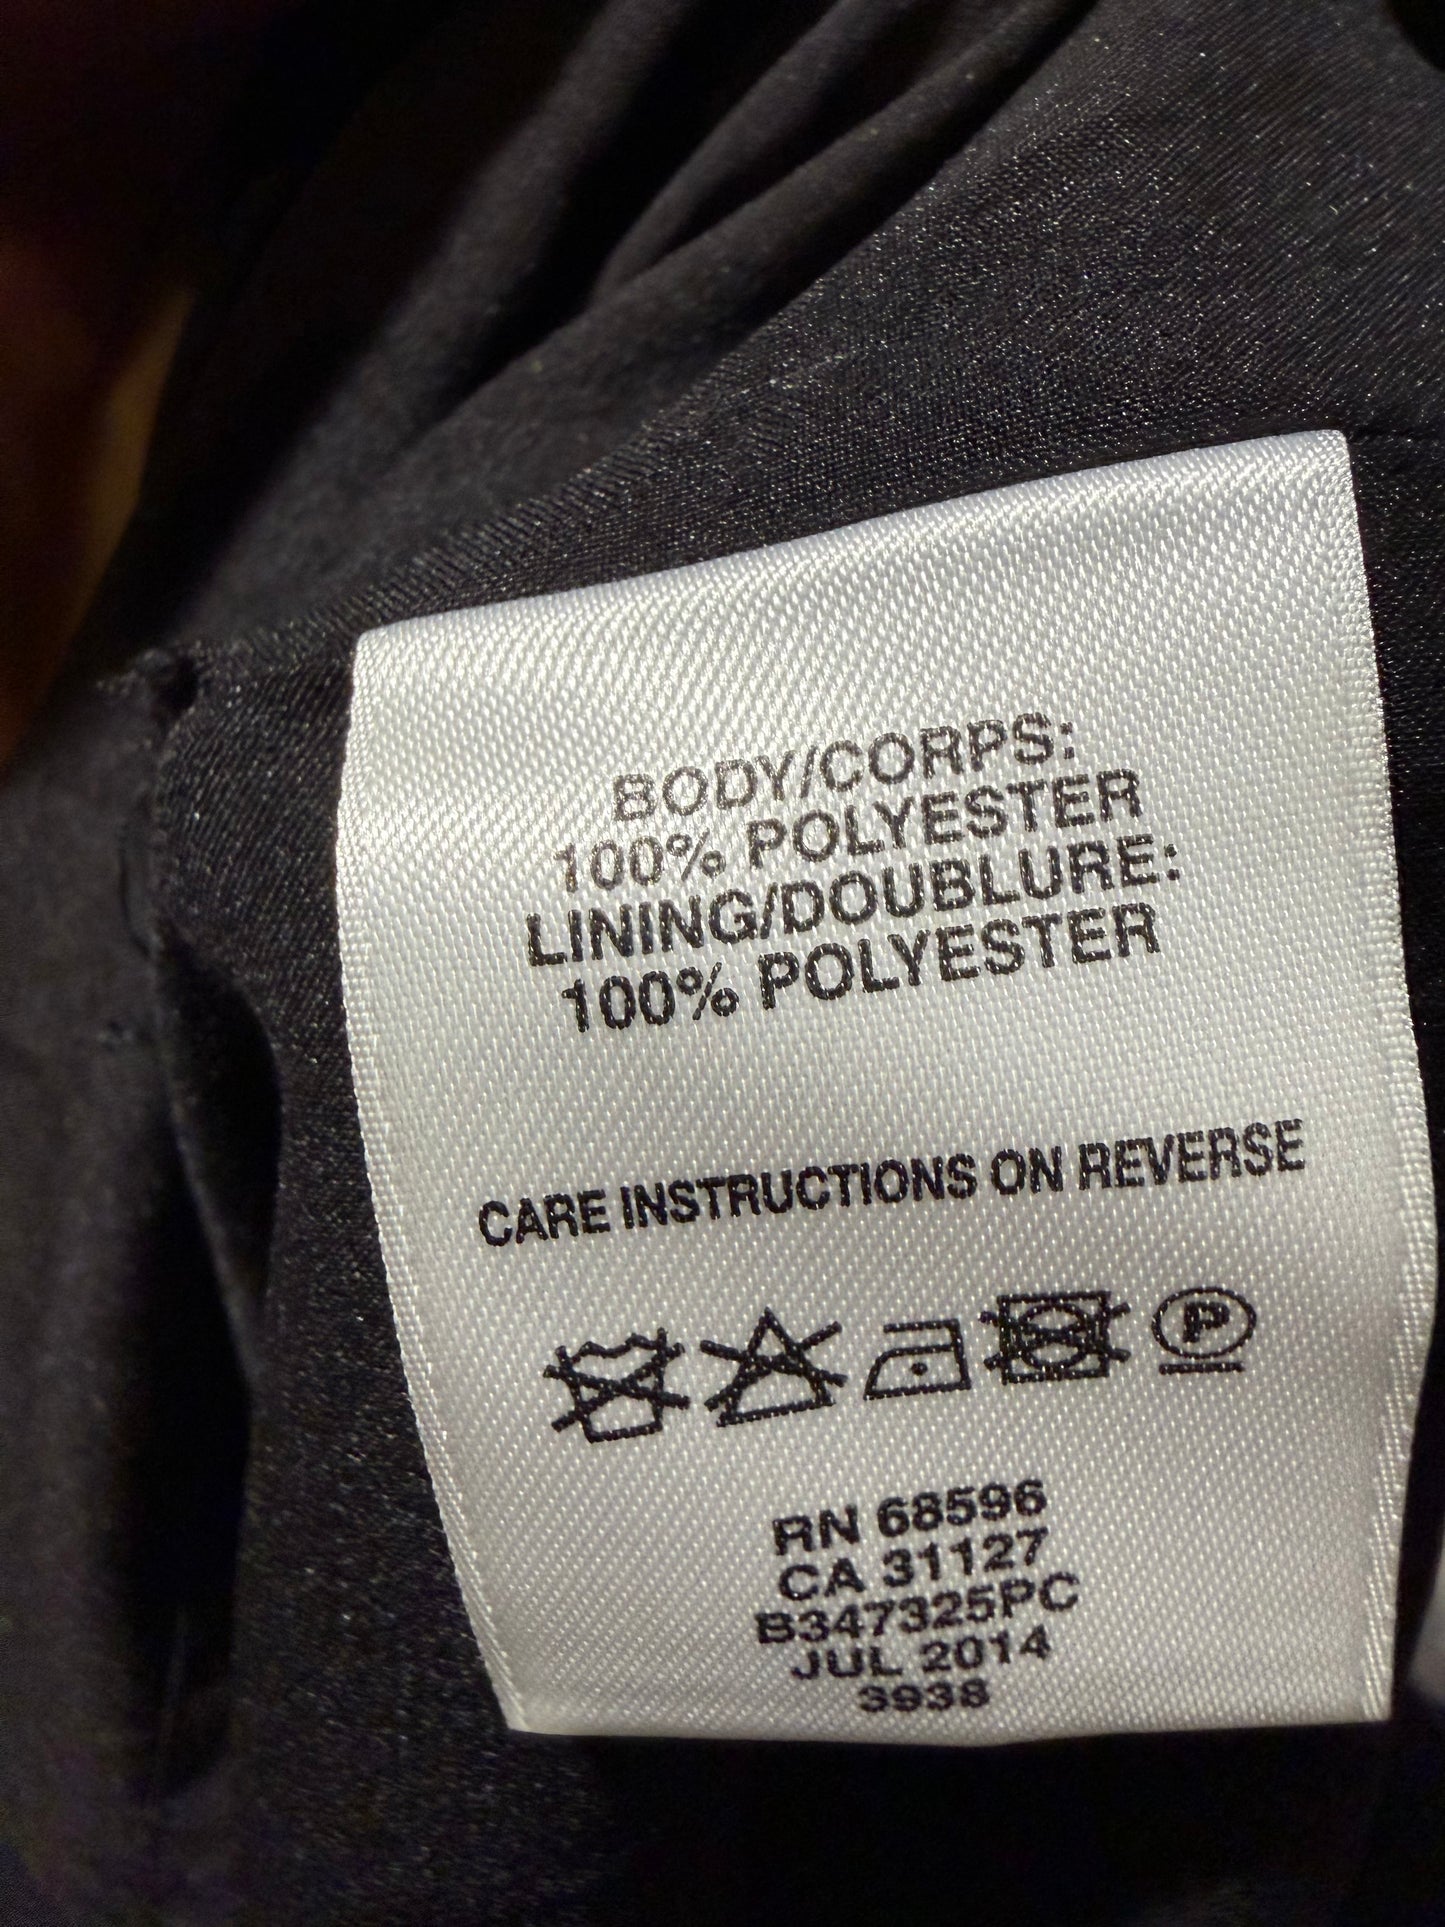 BODY/CORPS:
100% POLYESTER
LINING/DOUBLURE:
100% POLYESTER
CARE INSTRUCTIONS ON REVERSE
P
RN 68596
CA 31127
B347325PC
JUL 2014
3938